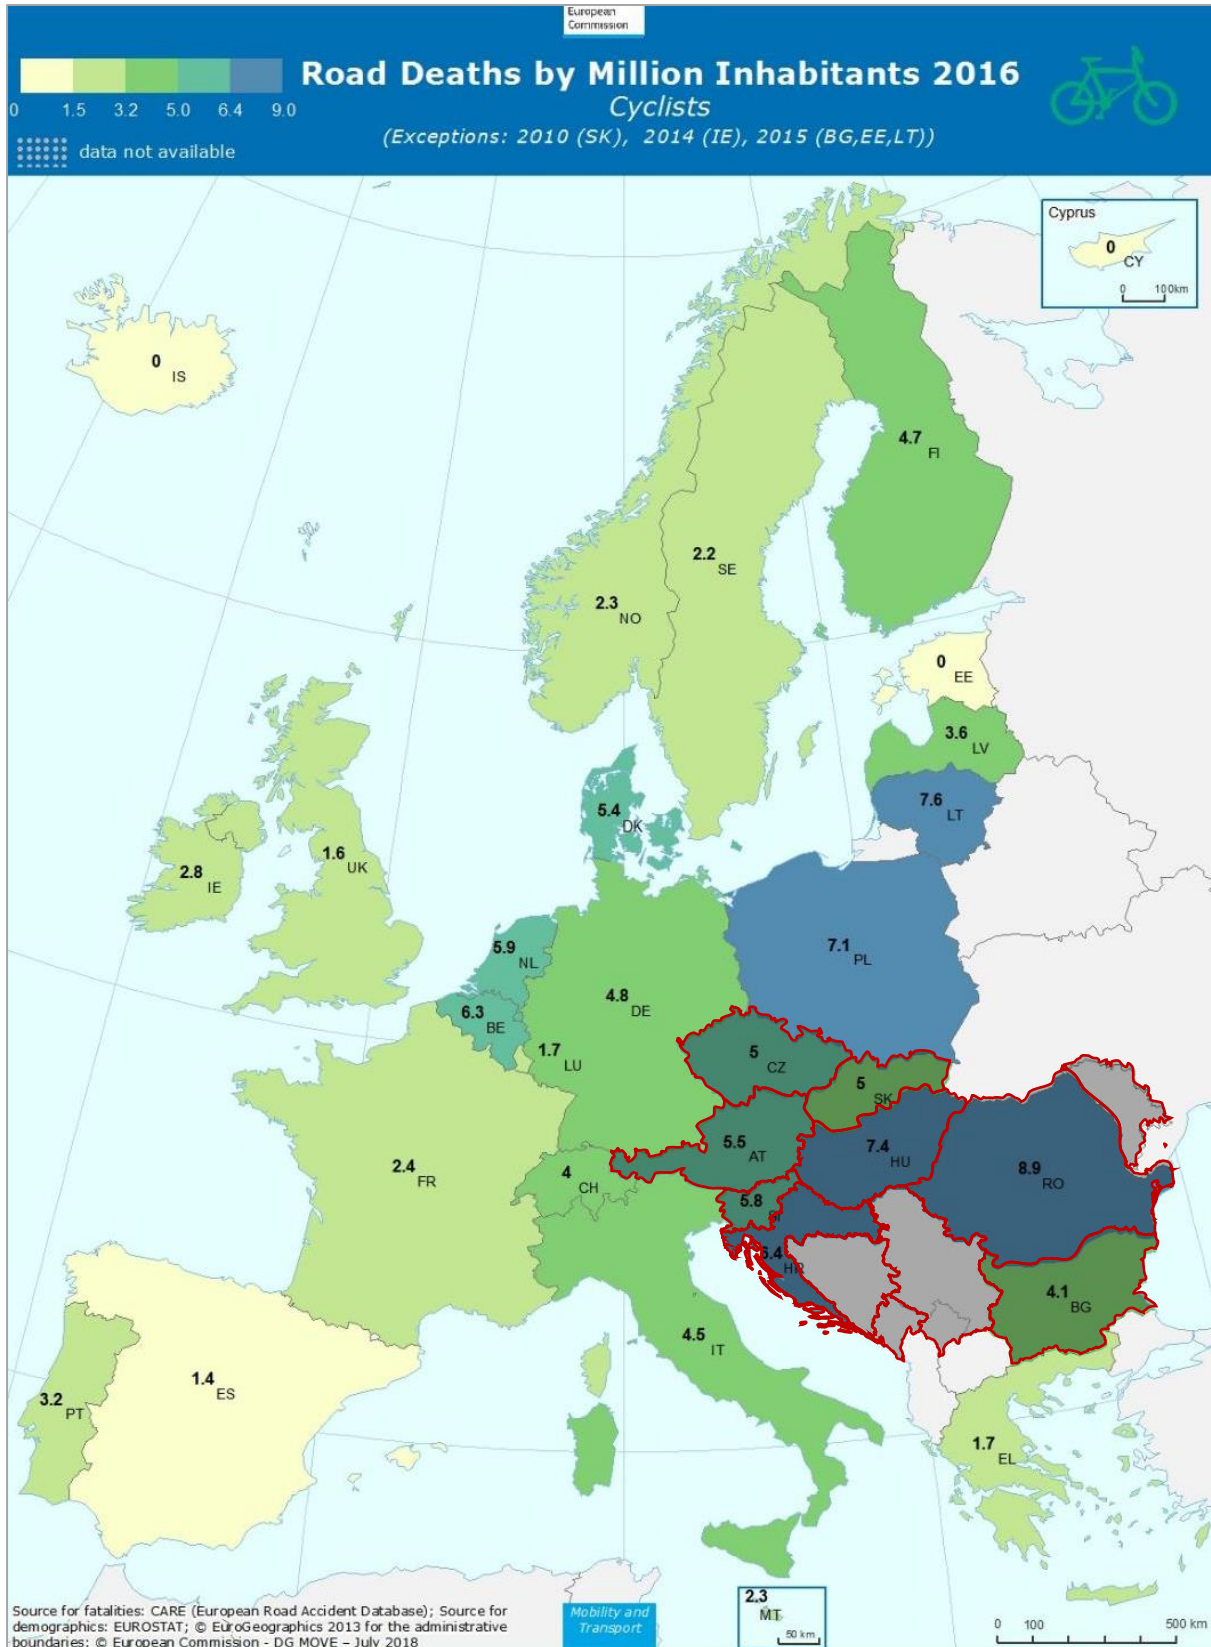 European
Commission
Road Deaths by Million Inhabitants 2016
Cyclists
(Exceptions: 2010 (SK), 2014 (IE), 2015 (BG,EE,LT))
0 1.5 3.2 5.0 6.4 9.0
data not available
Cyprus
0
CY
0 100km
0
IS
4.7
FI
2.2
SE
2.3
NO
0
EE
3.6
LV
7.6
LT
5.4
DK
1.6
UK
2.8
IE
7.1
PL
5.9
NL
4.8
DE
6.3
BE
1.7
LU
5
CZ
5
SK
5.5
AT
7.4
HU
8.9
RO
2.4
FR
4
CH
5.8
SI
6.4
HR
4.1
BG
4.5
IT
1.4
ES
3.2
PT
1.7
EL
2.3
MT
50 km
Source for fatalities: CARE (European Road Accident Database); Source for
demographics: EUROSTAT; © EuroGeographics 2013 for the administrative
boundaries; © European Commission - DG MOVE – July 2018
Mobility and
Transport
0 100 500 km